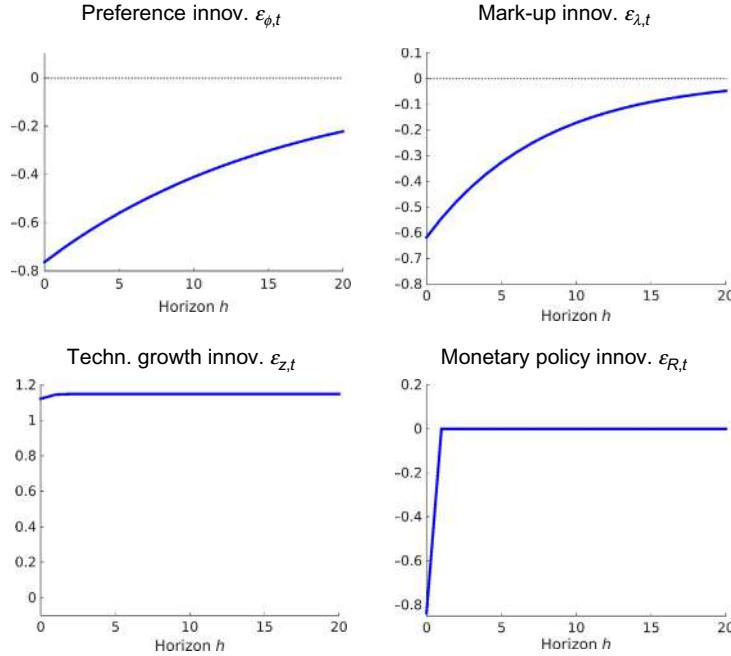 Preference innov. εϕ,t
0
−0.2
−0.4
−0.6
−0.8
0 5 10 15 20
Horizon h
Mark-up innov. ελ,t
0.1
0
−0.1
−0.2
−0.3
−0.4
−0.5
−0.6
−0.7
−0.8
0 5 10 15 20
Horizon h
Techn. growth innov. εz,t
1.2
1
0.8
0.6
0.4
0.2
0
0 5 10 15 20
Horizon h
Monetary policy innov. εR,t
0.2
0
−0.2
−0.4
−0.6
−0.8
0 5 10 15 20
Horizon h